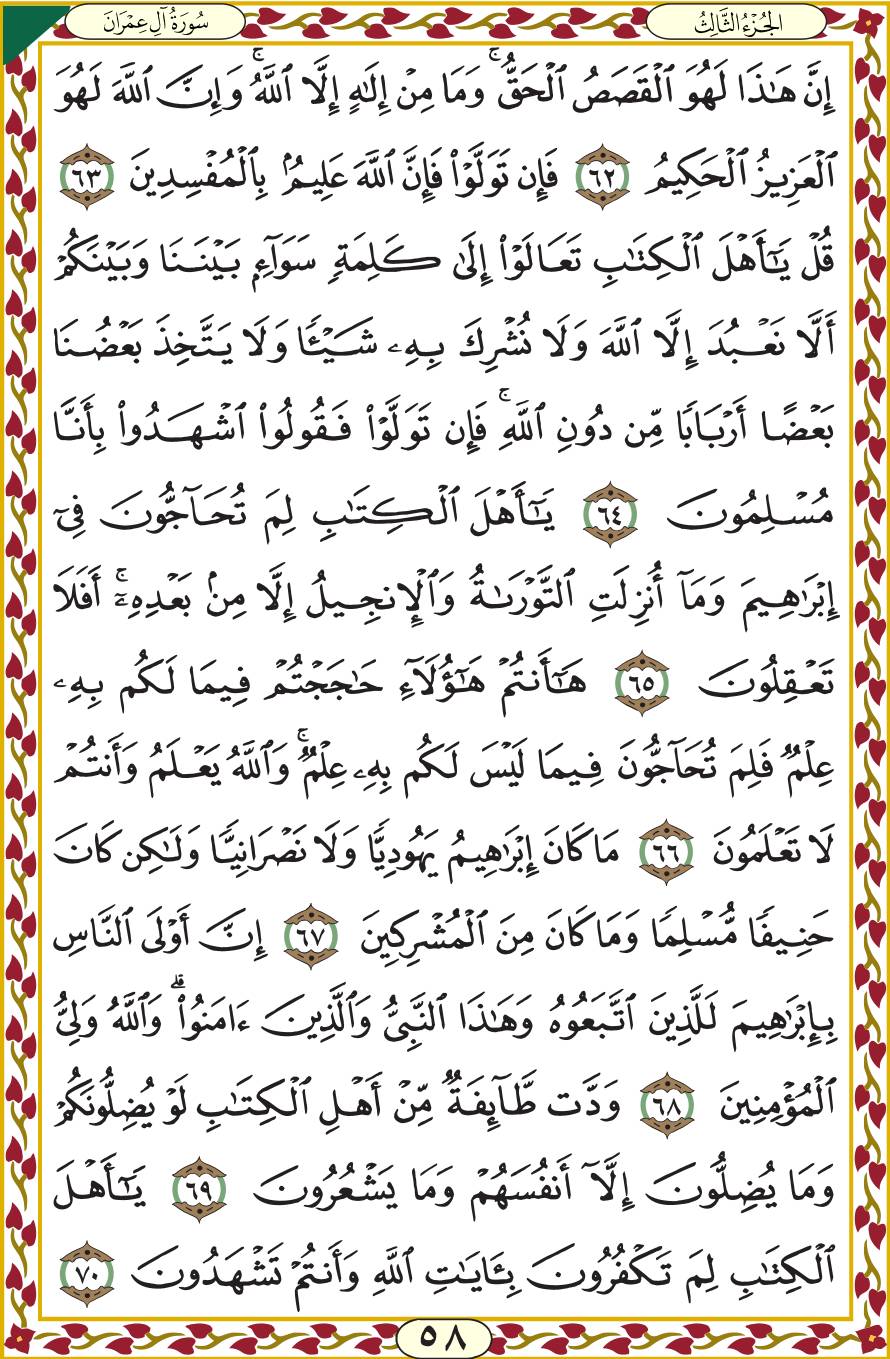 الجُزْءُ الثَّالِثُ
سُورَةُ آلِ عِمْرَانَ
إِنَّ هَـٰذَا لَهُوَ ٱلْقَصَصُ ٱلْحَقُّ ۚ وَمَا مِنْ إِلَـٰهٍ إِلَّا ٱللَّهُ ۚ وَإِنَّ ٱللَّهَ لَهُوَ
ٱلْعَزِيزُ ٱلْحَكِيمُ ٦٢ فَإِن تَوَلَّوْا۟ فَإِنَّ ٱللَّهَ عَلِيمٌۢ بِٱلْمُفْسِدِينَ ٦٣
قُلْ يَـٰٓأَهْلَ ٱلْكِتَـٰبِ تَعَالَوْا۟ إِلَىٰ كَلِمَةٍ سَوَآءٍۭ بَيْنَنَا وَبَيْنَكُمْ
أَلَّا نَعْبُدَ إِلَّا ٱللَّهَ وَلَا نُشْرِكَ بِهِۦ شَيْـًٔا وَلَا يَتَّخِذَ بَعْضُنَا
بَعْضًا أَرْبَابًا مِّن دُونِ ٱللَّهِ ۚ فَإِن تَوَلَّوْا۟ فَقُولُوا۟ ٱشْهَدُوا۟ بِأَنَّا
مُسْلِمُونَ ٦٤ يَـٰٓأَهْلَ ٱلْكِتَـٰبِ لِمَ تُحَآجُّونَ فِىٓ
إِبْرَٰهِيمَ وَمَآ أُنزِلَتِ ٱلتَّوْرَىٰةُ وَٱلْإِنجِيلُ إِلَّا مِنۢ بَعْدِهِۦٓ ۚ أَفَلَا
تَعْقِلُونَ ٦٥ هَـٰٓأَنتُمْ هَـٰٓؤُلَآءِ حَـٰجَجْتُمْ فِيمَا لَكُم بِهِۦ
عِلْمٌ فَلِمَ تُحَآجُّونَ فِيمَا لَيْسَ لَكُم بِهِۦ عِلْمٌ ۚ وَٱللَّهُ يَعْلَمُ وَأَنتُمْ
لَا تَعْلَمُونَ ٦٦ مَا كَانَ إِبْرَٰهِيمُ يَهُودِيًّا وَلَا نَصْرَانِيًّا وَلَـٰكِن كَانَ
حَنِيفًا مُّسْلِمًا وَمَا كَانَ مِنَ ٱلْمُشْرِكِينَ ٦٧ إِنَّ أَوْلَى ٱلنَّاسِ
بِإِبْرَٰهِيمَ لَلَّذِينَ ٱتَّبَعُوهُ وَهَـٰذَا ٱلنَّبِىُّ وَٱلَّذِينَ ءَامَنُوا۟ ۗ وَٱللَّهُ وَلِىُّ
ٱلْمُؤْمِنِينَ ٦٨ وَدَّت طَّآئِفَةٌ مِّنْ أَهْلِ ٱلْكِتَـٰبِ لَوْ يُضِلُّونَكُمْ
وَمَا يُضِلُّونَ إِلَّآ أَنفُسَهُمْ وَمَا يَشْعُرُونَ ٦٩ يَـٰٓأَهْلَ
ٱلْكِتَـٰبِ لِمَ تَكْفُرُونَ بِـَٔايَـٰتِ ٱللَّهِ وَأَنتُمْ تَشْهَدُونَ ٧٠
٥٨